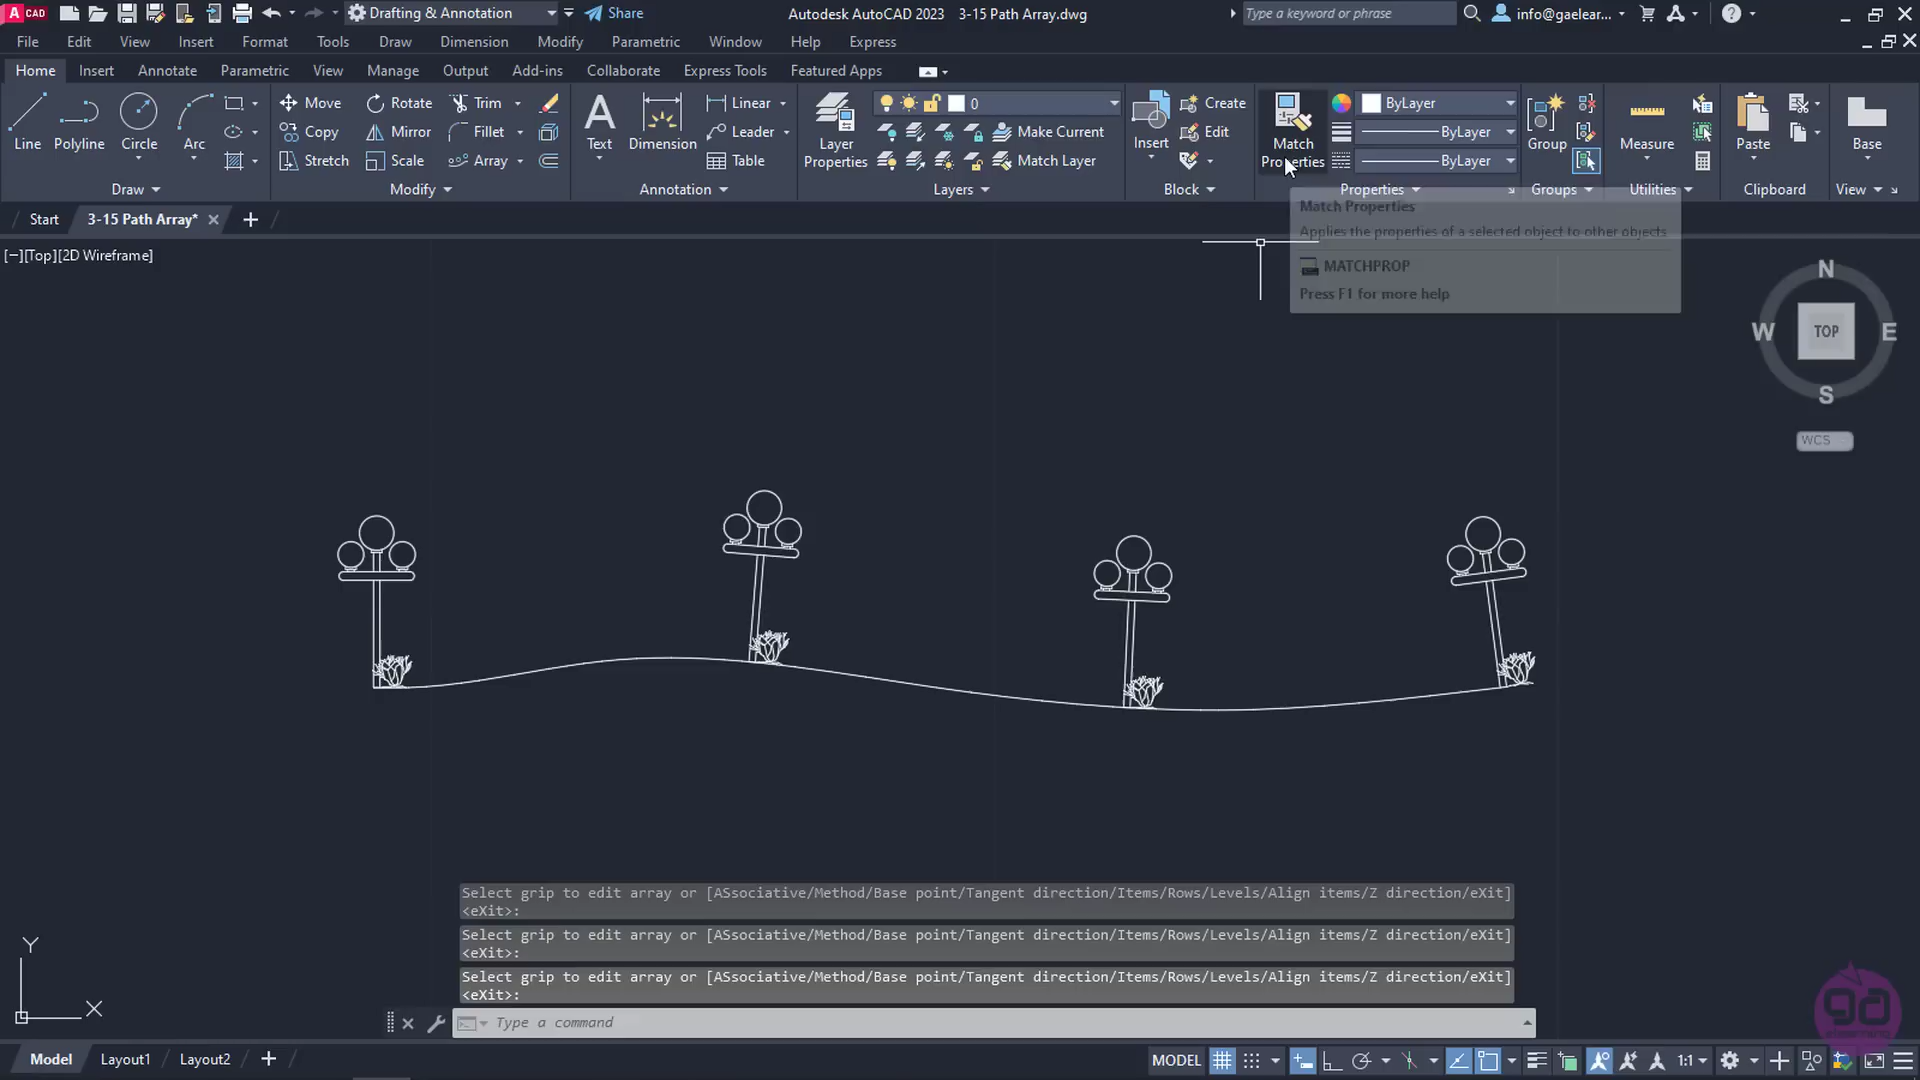 A CAD Drafting & Annotation Share Autodesk AutoCAD 2023 3-15 Path Array.dwg Type a keyword or phrase info@gaelear... ?
File Edit View Insert Format Tools Draw Dimension Modify Parametric Window Help Express
Home Insert Annotate Parametric View Manage Output Add-ins Collaborate Express Tools Featured Apps
Line Polyline Circle Arc
Move Rotate Trim
Copy Mirror Fillet
Stretch Scale Array
Text Dimension
Linear
Leader
Table
Layer
Properties
0
Make Current
Match Layer
Insert
Create
Edit
Match
Properties
ByLayer
ByLayer
ByLayer
Group
Measure
Paste
Base
Draw Modify Annotation Layers Block Properties Groups Utilities Clipboard View
Start 3-15 Path Array*
Match Properties
Applies the properties of a selected object to other objects
MATCHPROP
Press F1 for more help
[−][Top][2D Wireframe]
N
W TOP E
S
WCS
Select grip to edit array or [ASsociative/Method/Base point/Tangent direction/Items/Rows/Levels/Align items/Z direction/eXit]
<eXit>:
Select grip to edit array or [ASsociative/Method/Base point/Tangent direction/Items/Rows/Levels/Align items/Z direction/eXit]
<eXit>:
Select grip to edit array or [ASsociative/Method/Base point/Tangent direction/Items/Rows/Levels/Align items/Z direction/eXit]
<eXit>:
Y
X
Type a command
ga
elearning
Model Layout1 Layout2 MODEL 1:1